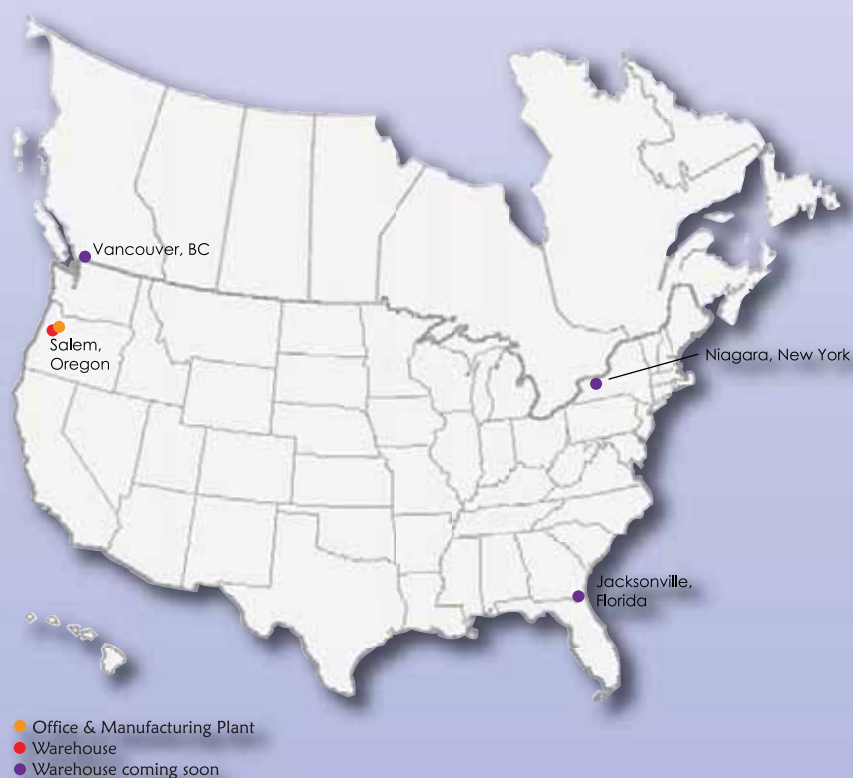 Vancouver, BC
Salem,
Oregon
Niagara, New York
Jacksonville,
Florida
Office & Manufacturing Plant
Warehouse
Warehouse coming soon